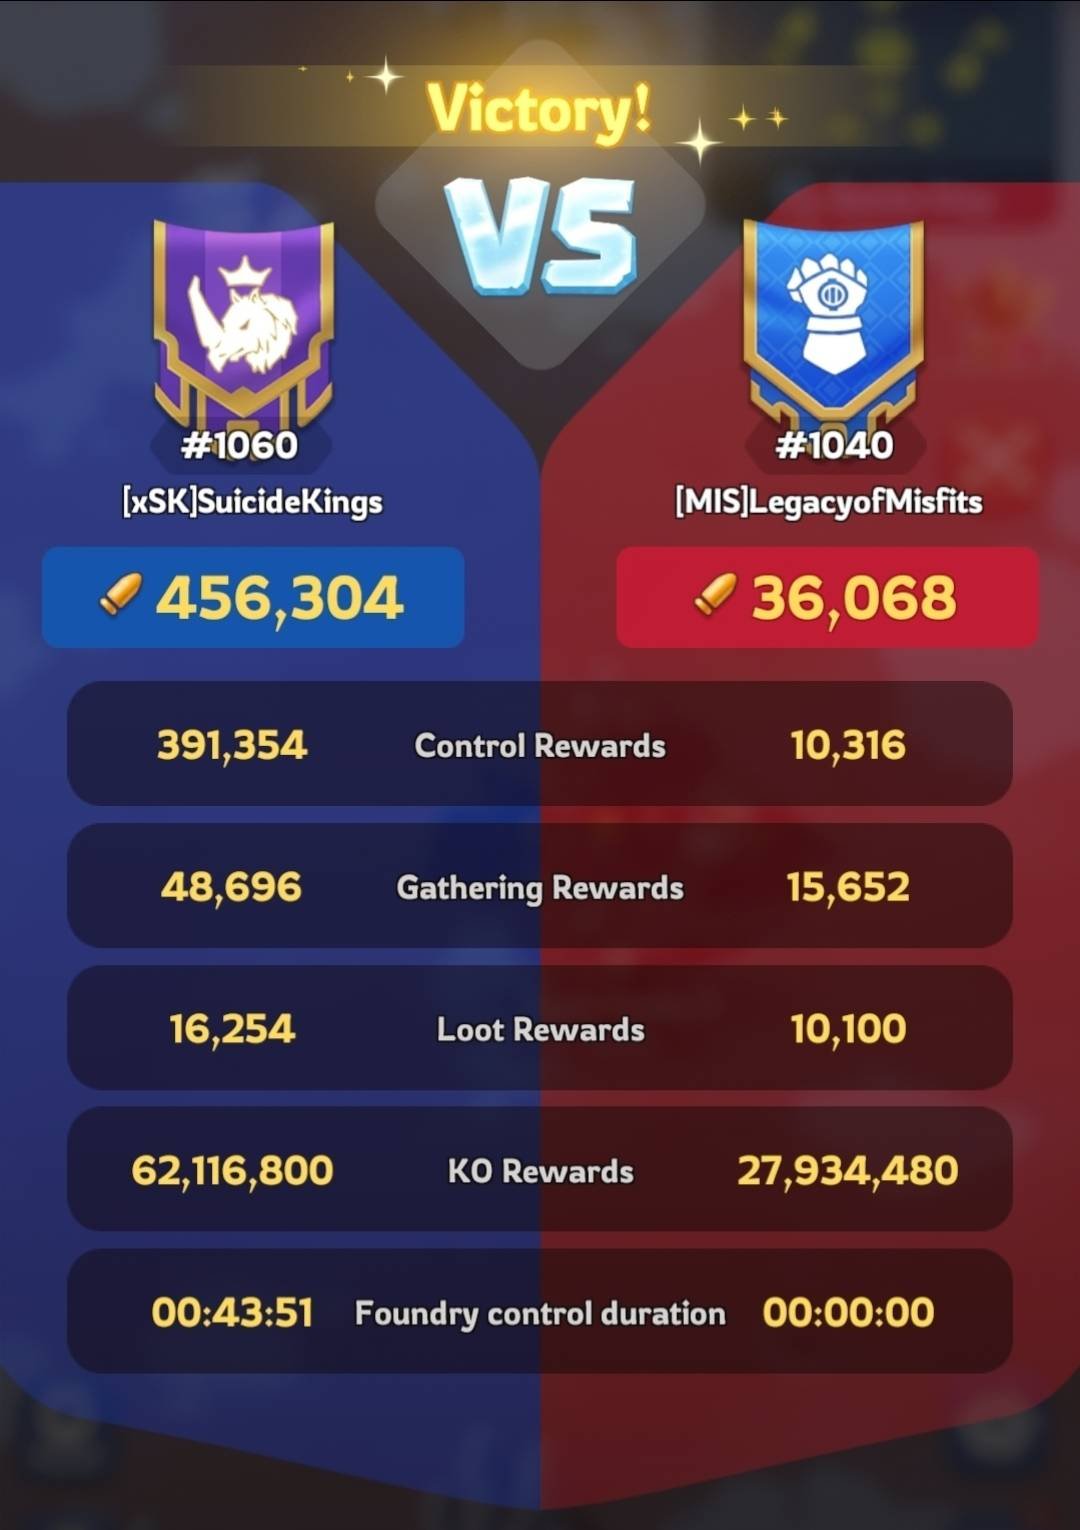 Victory!
VS
#1060
#1040
[xSK]SuicideKings
[MIS]LegacyofMisfits
456,304
36,068
391,354 Control Rewards 10,316
48,696 Gathering Rewards 15,652
16,254 Loot Rewards 10,100
62,116,800 KO Rewards 27,934,480
00:43:51 Foundry control duration 00:00:00